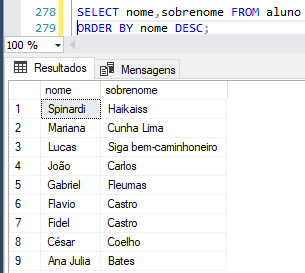 278 SELECT nome,sobrenome FROM aluno
279 ORDER BY nome DESC;
100 %
Resultados Mensagens
nome sobrenome
1 Spinardi Haikaiss
2 Mariana Cunha Lima
3 Lucas Siga bem-caminhoneiro
4 João Carlos
5 Gabriel Fleumas
6 Flavio Castro
7 Fidel Castro
8 César Coelho
9 Ana Julia Bates